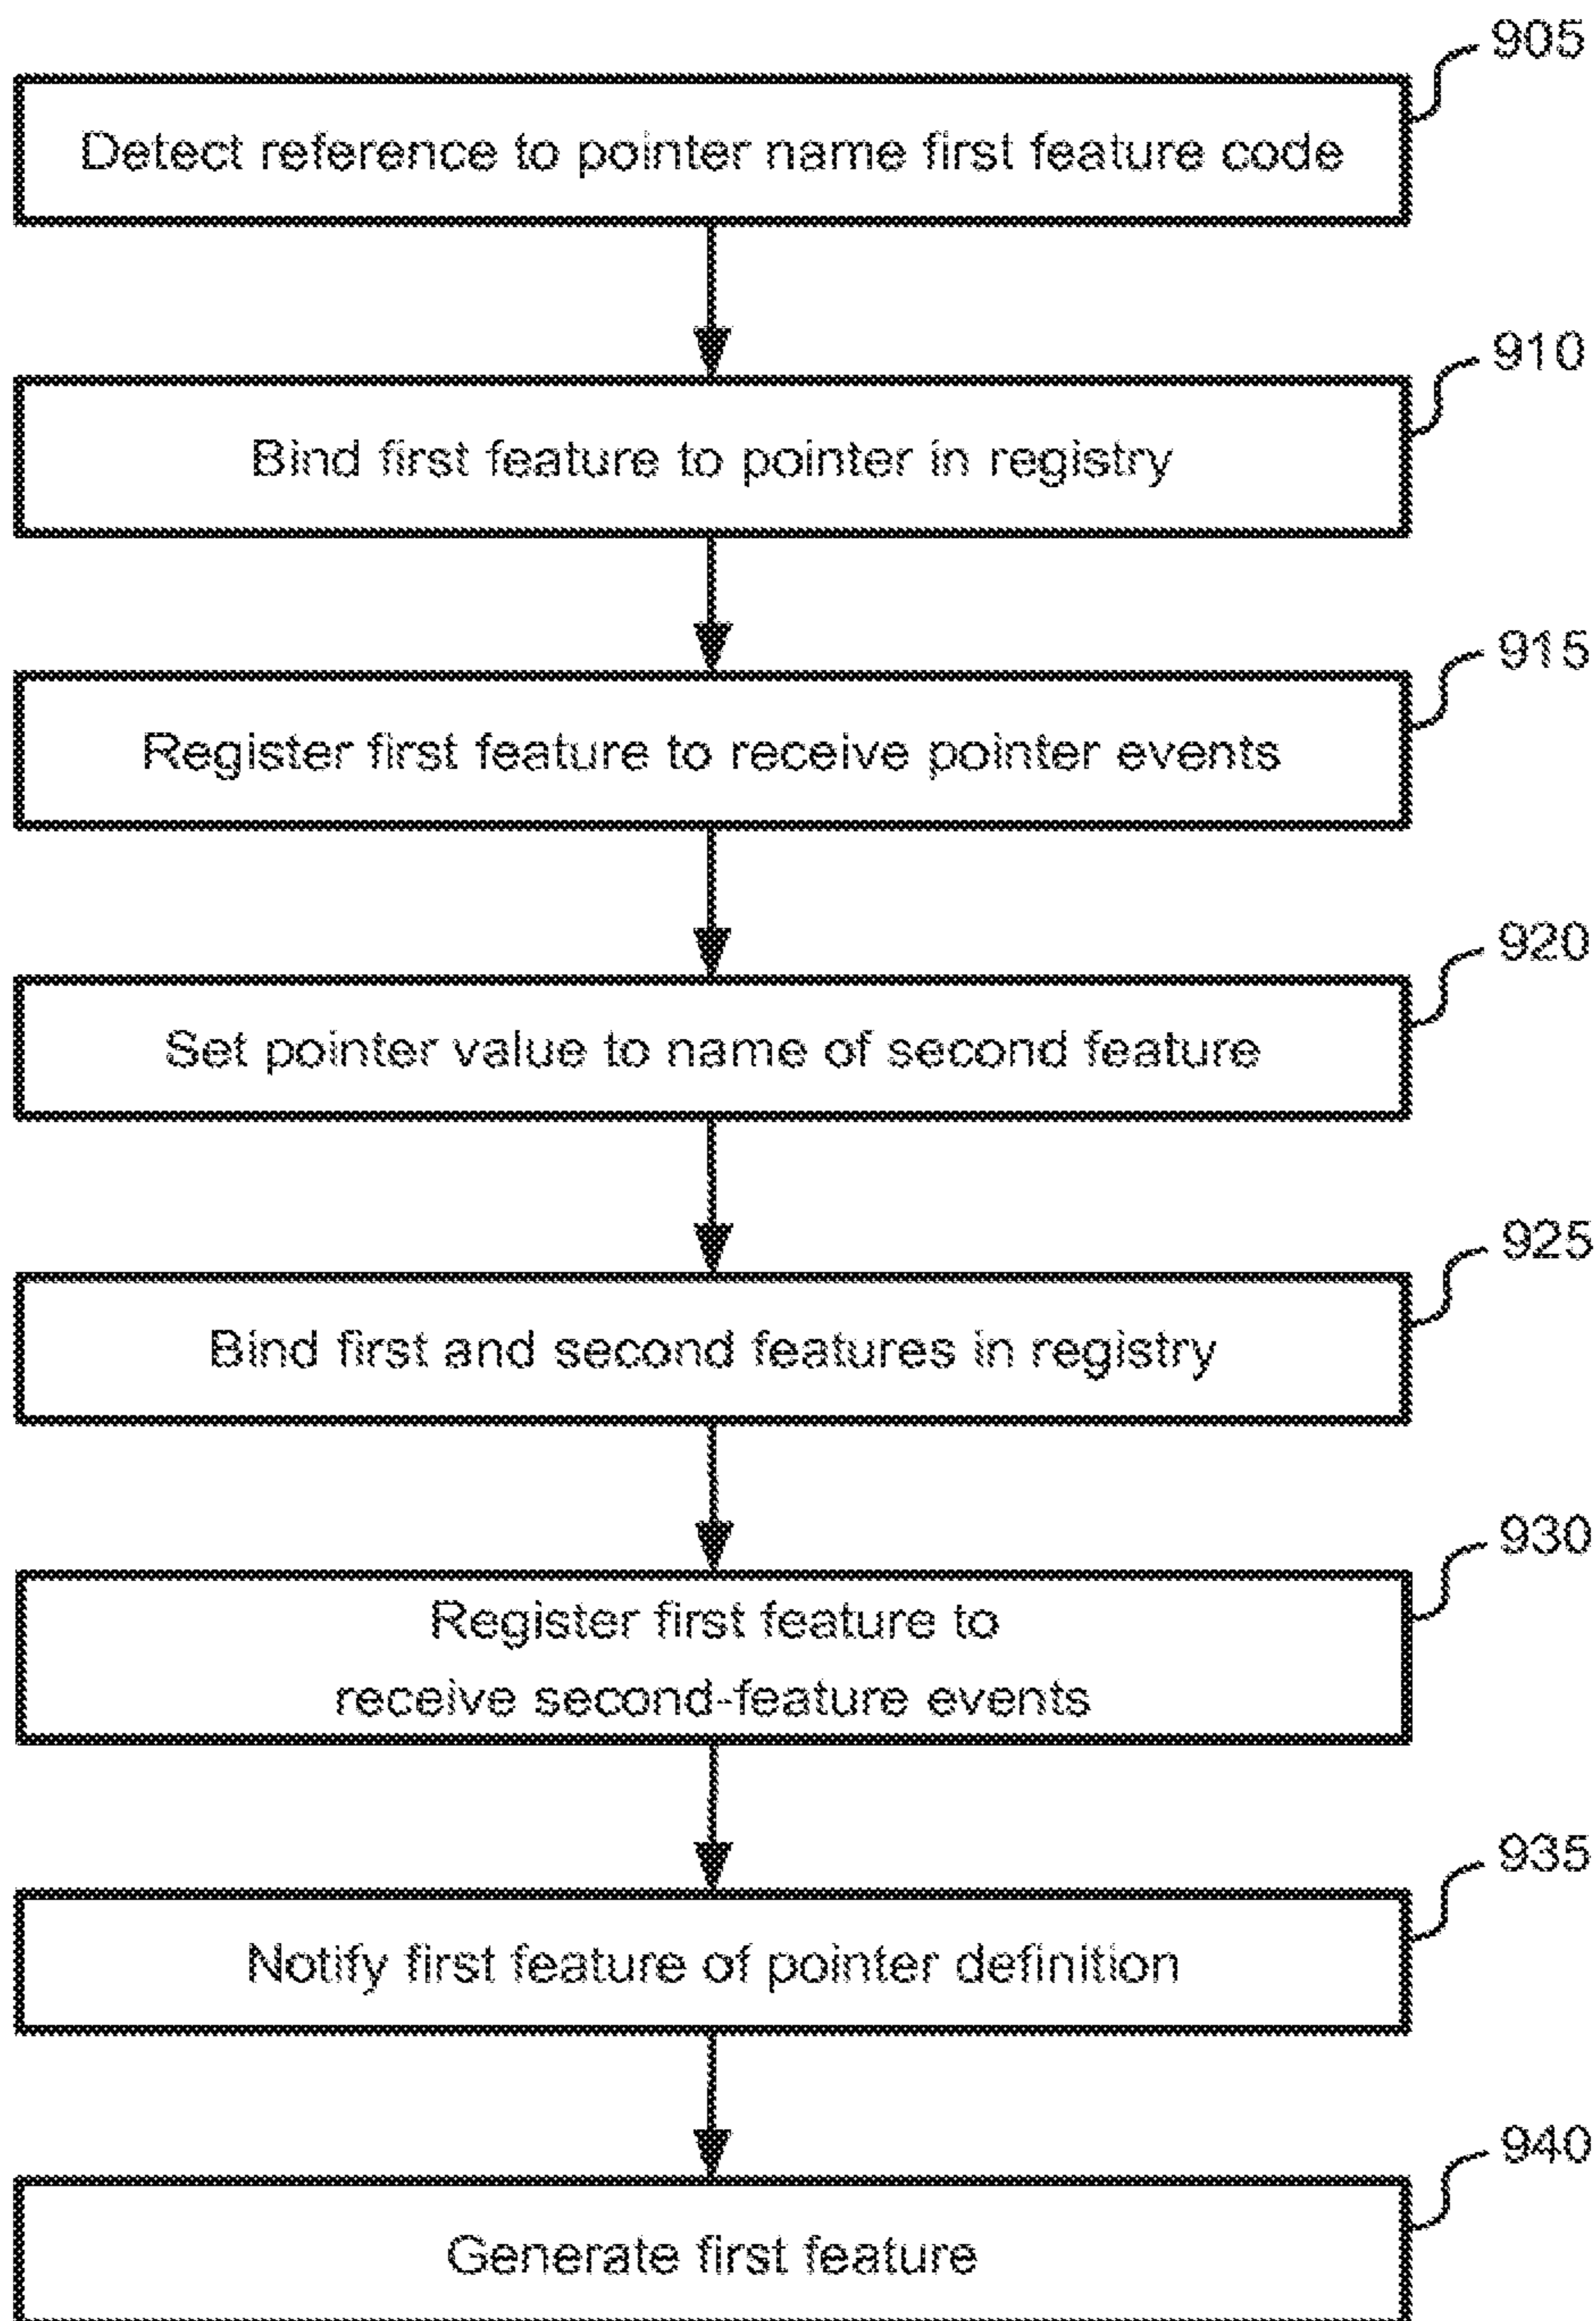 905
Detect reference to pointer name first feature code
910
Bind first feature to pointer in registry
915
Register first feature to receive pointer events
920
Set pointer value to name of second feature
925
Bind first and second features in registry
930
Register first feature to
receive second-feature events
935
Notify first feature of pointer definition
940
Generate first feature